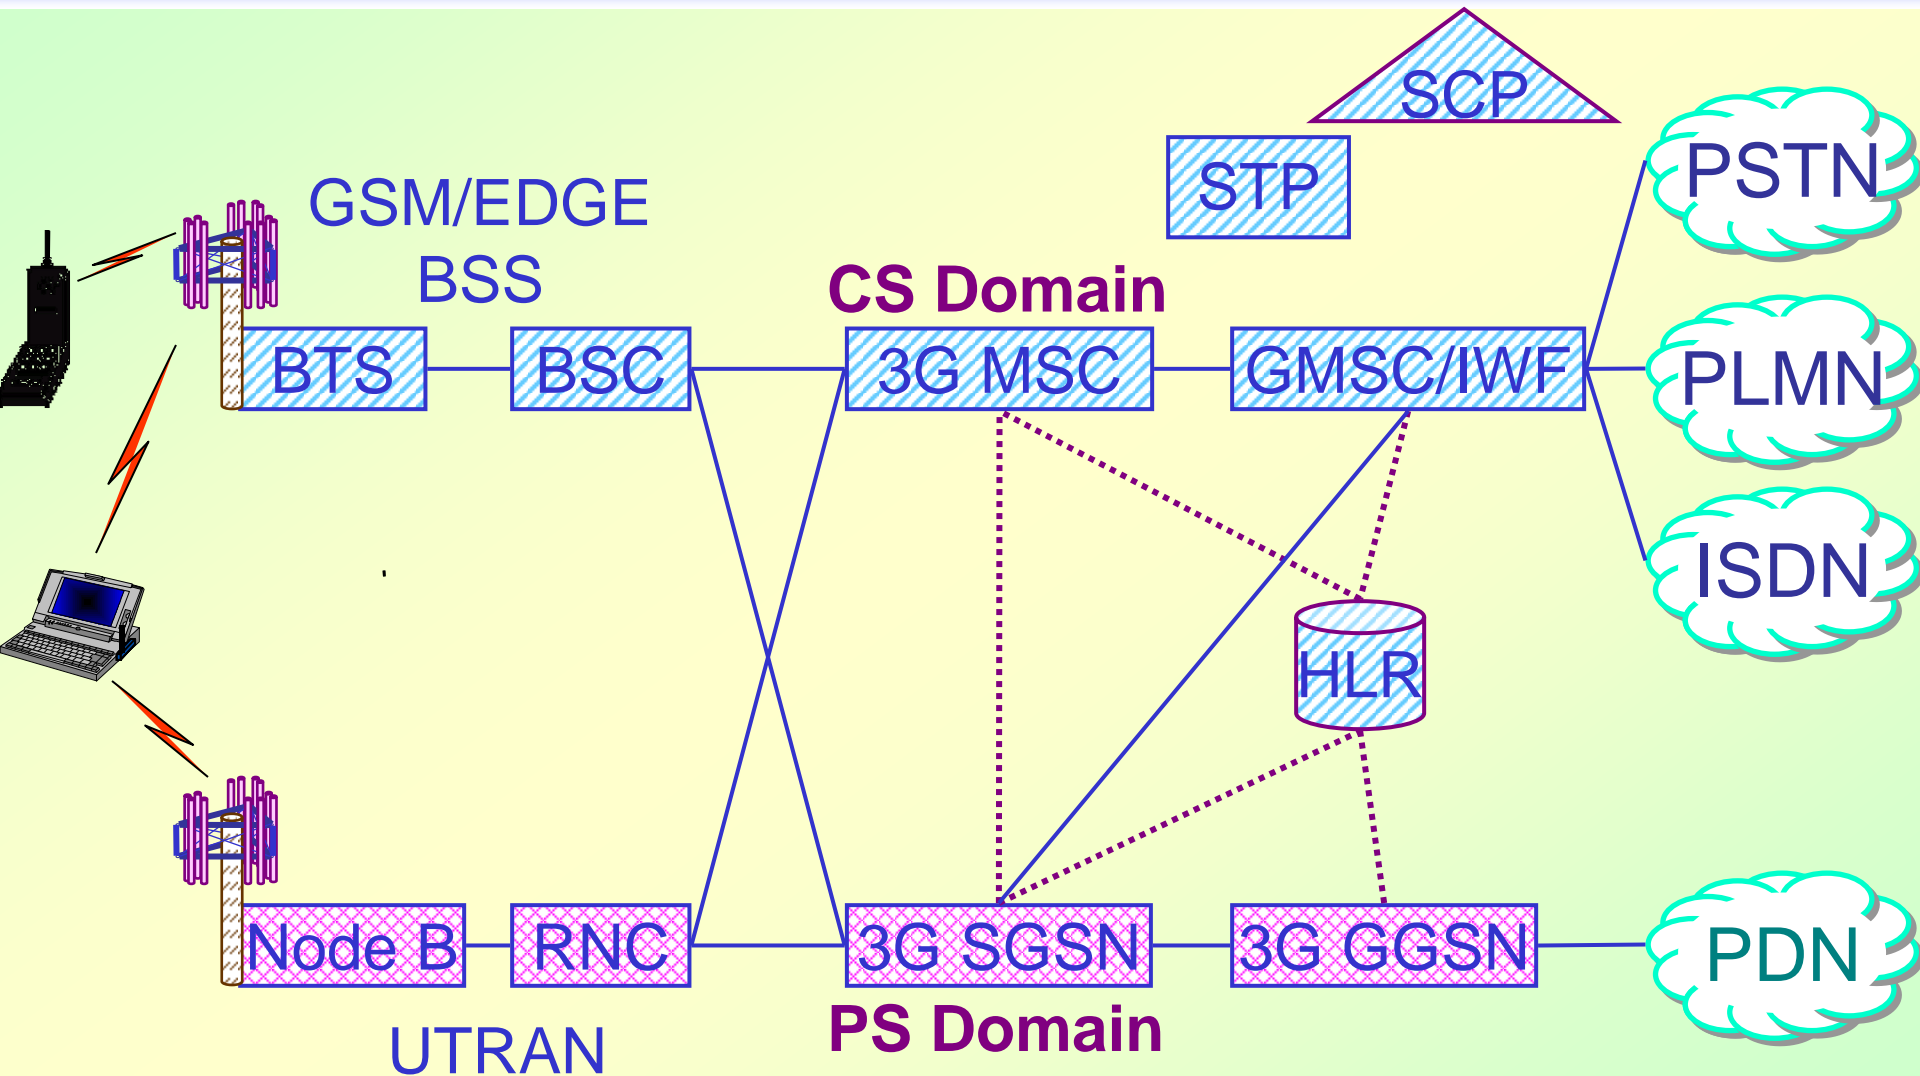 SCP
PSTN
STP
GSM/EDGE
BSS
CS Domain
BTS
BSC
3G MSC
GMSC/IWF
PLMN
ISDN
HLR
Node B
RNC
3G SGSN
3G GGSN
PDN
PS Domain
UTRAN